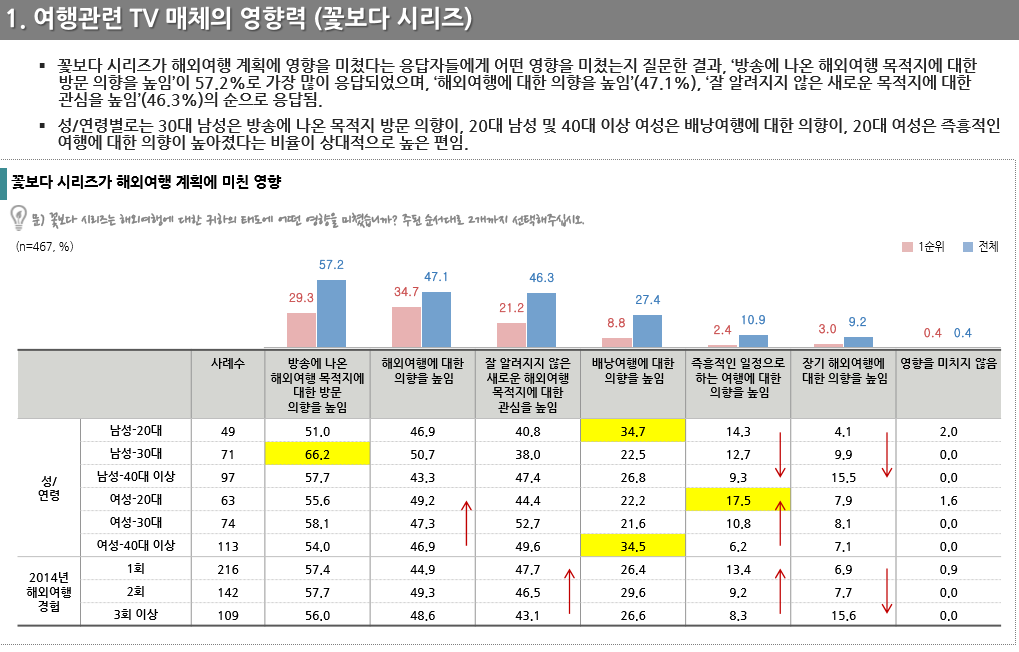 1. 여행관련 TV 매체의 영향력 (꽃보다 시리즈)
▪ 꽃보다 시리즈가 해외여행 계획에 영향을 미쳤다는 응답자들에게 어떤 영향을 미쳤는지 질문한 결과, ‘방송에 나온 해외여행 목적지에 대한
방문 의향을 높임’이 57.2%로 가장 많이 응답되었으며, ‘해외여행에 대한 의향을 높임’(47.1%), ‘잘 알려지지 않은 새로운 목적지에 대한
관심을 높임’(46.3%)의 순으로 응답됨.
▪ 성/연령별로는 30대 남성은 방송에 나온 목적지 방문 의향이, 20대 남성 및 40대 이상 여성은 배낭여행에 대한 의향이, 20대 여성은 즉흥적인
여행에 대한 의향이 높아졌다는 비율이 상대적으로 높은 편임.
꽃보다 시리즈가 해외여행 계획에 미친 영향
문) 꽃보다 시리즈는 해외여행에 대한 귀하의 태도에 어떤 영향을 미쳤습니까? 주된 순서대로 2개까지 선택해주십시오.
(n=467, %)
1순위 전체
29.3 57.2 34.7 47.1 21.2 46.3 8.8 27.4 2.4 10.9 3.0 9.2 0.4 0.4
사례수
방송에 나온
해외여행 목적지에
대한 방문
의향을 높임
해외여행에 대한
의향을 높임
잘 알려지지 않은
새로운 해외여행
목적지에 대한
관심을 높임
배낭여행에 대한
의향을 높임
즉흥적인 일정으로
하는 여행에 대한
의향을 높임
장기 해외여행에
대한 의향을 높임
영향을 미치지 않음
성/
연령
남성-20대 49 51.0 46.9 40.8 34.7 14.3 4.1 2.0
남성-30대 71 66.2 50.7 38.0 22.5 12.7 9.9 0.0
남성-40대 이상 97 57.7 43.3 47.4 26.8 9.3 15.5 0.0
여성-20대 63 55.6 49.2 44.4 22.2 17.5 7.9 1.6
여성-30대 74 58.1 47.3 52.7 21.6 10.8 8.1 0.0
여성-40대 이상 113 54.0 46.9 49.6 34.5 6.2 7.1 0.0
2014년
해외여행
경험
1회 216 57.4 44.9 47.7 26.4 13.4 6.9 0.9
2회 142 57.7 49.3 46.5 29.6 9.2 7.7 0.0
3회 이상 109 56.0 48.6 43.1 26.6 8.3 15.6 0.0